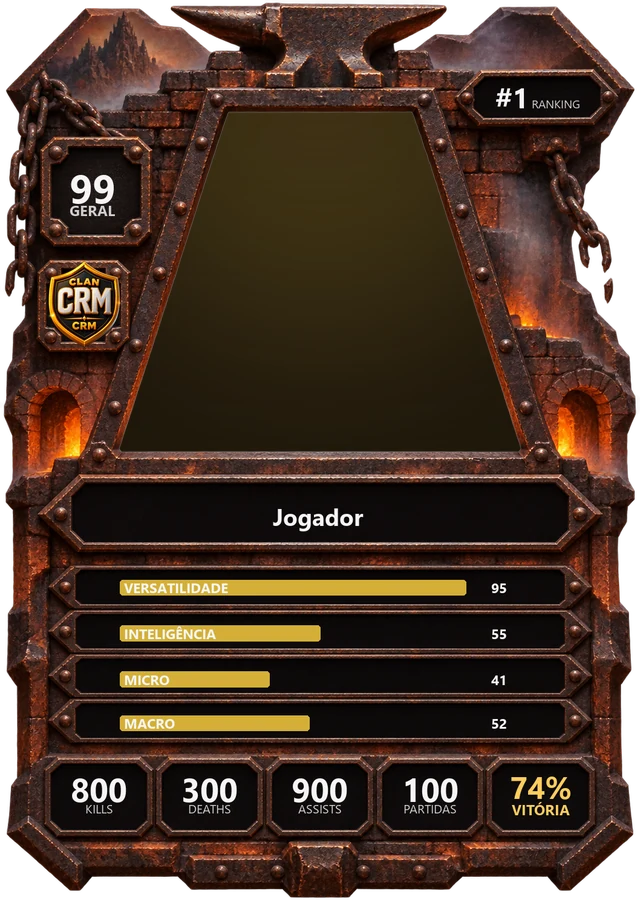 #1 RANKING
99
GERAL
CLAN
CRM
CRM
Jogador
VERSATILIDADE 95
INTELIGÊNCIA 55
MICRO 41
MACRO 52
800 300 900 100 74%
KILLS DEATHS ASSISTS PARTIDAS VITÓRIA